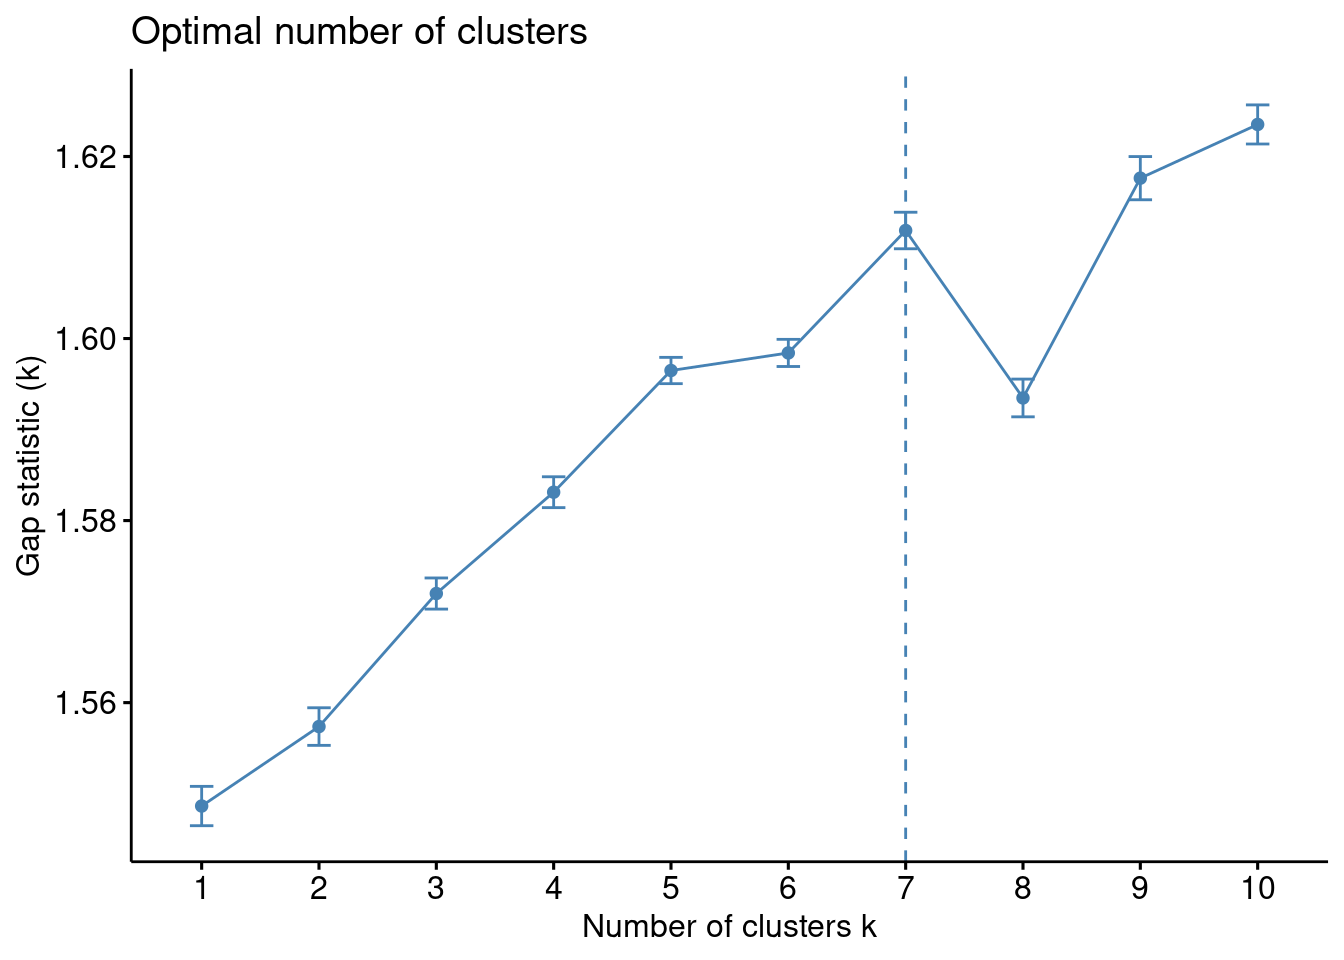 Optimal number of clusters
Gap statistic (k)
1.62
1.60
1.58
1.56
1 2 3 4 5 6 7 8 9 10
Number of clusters k